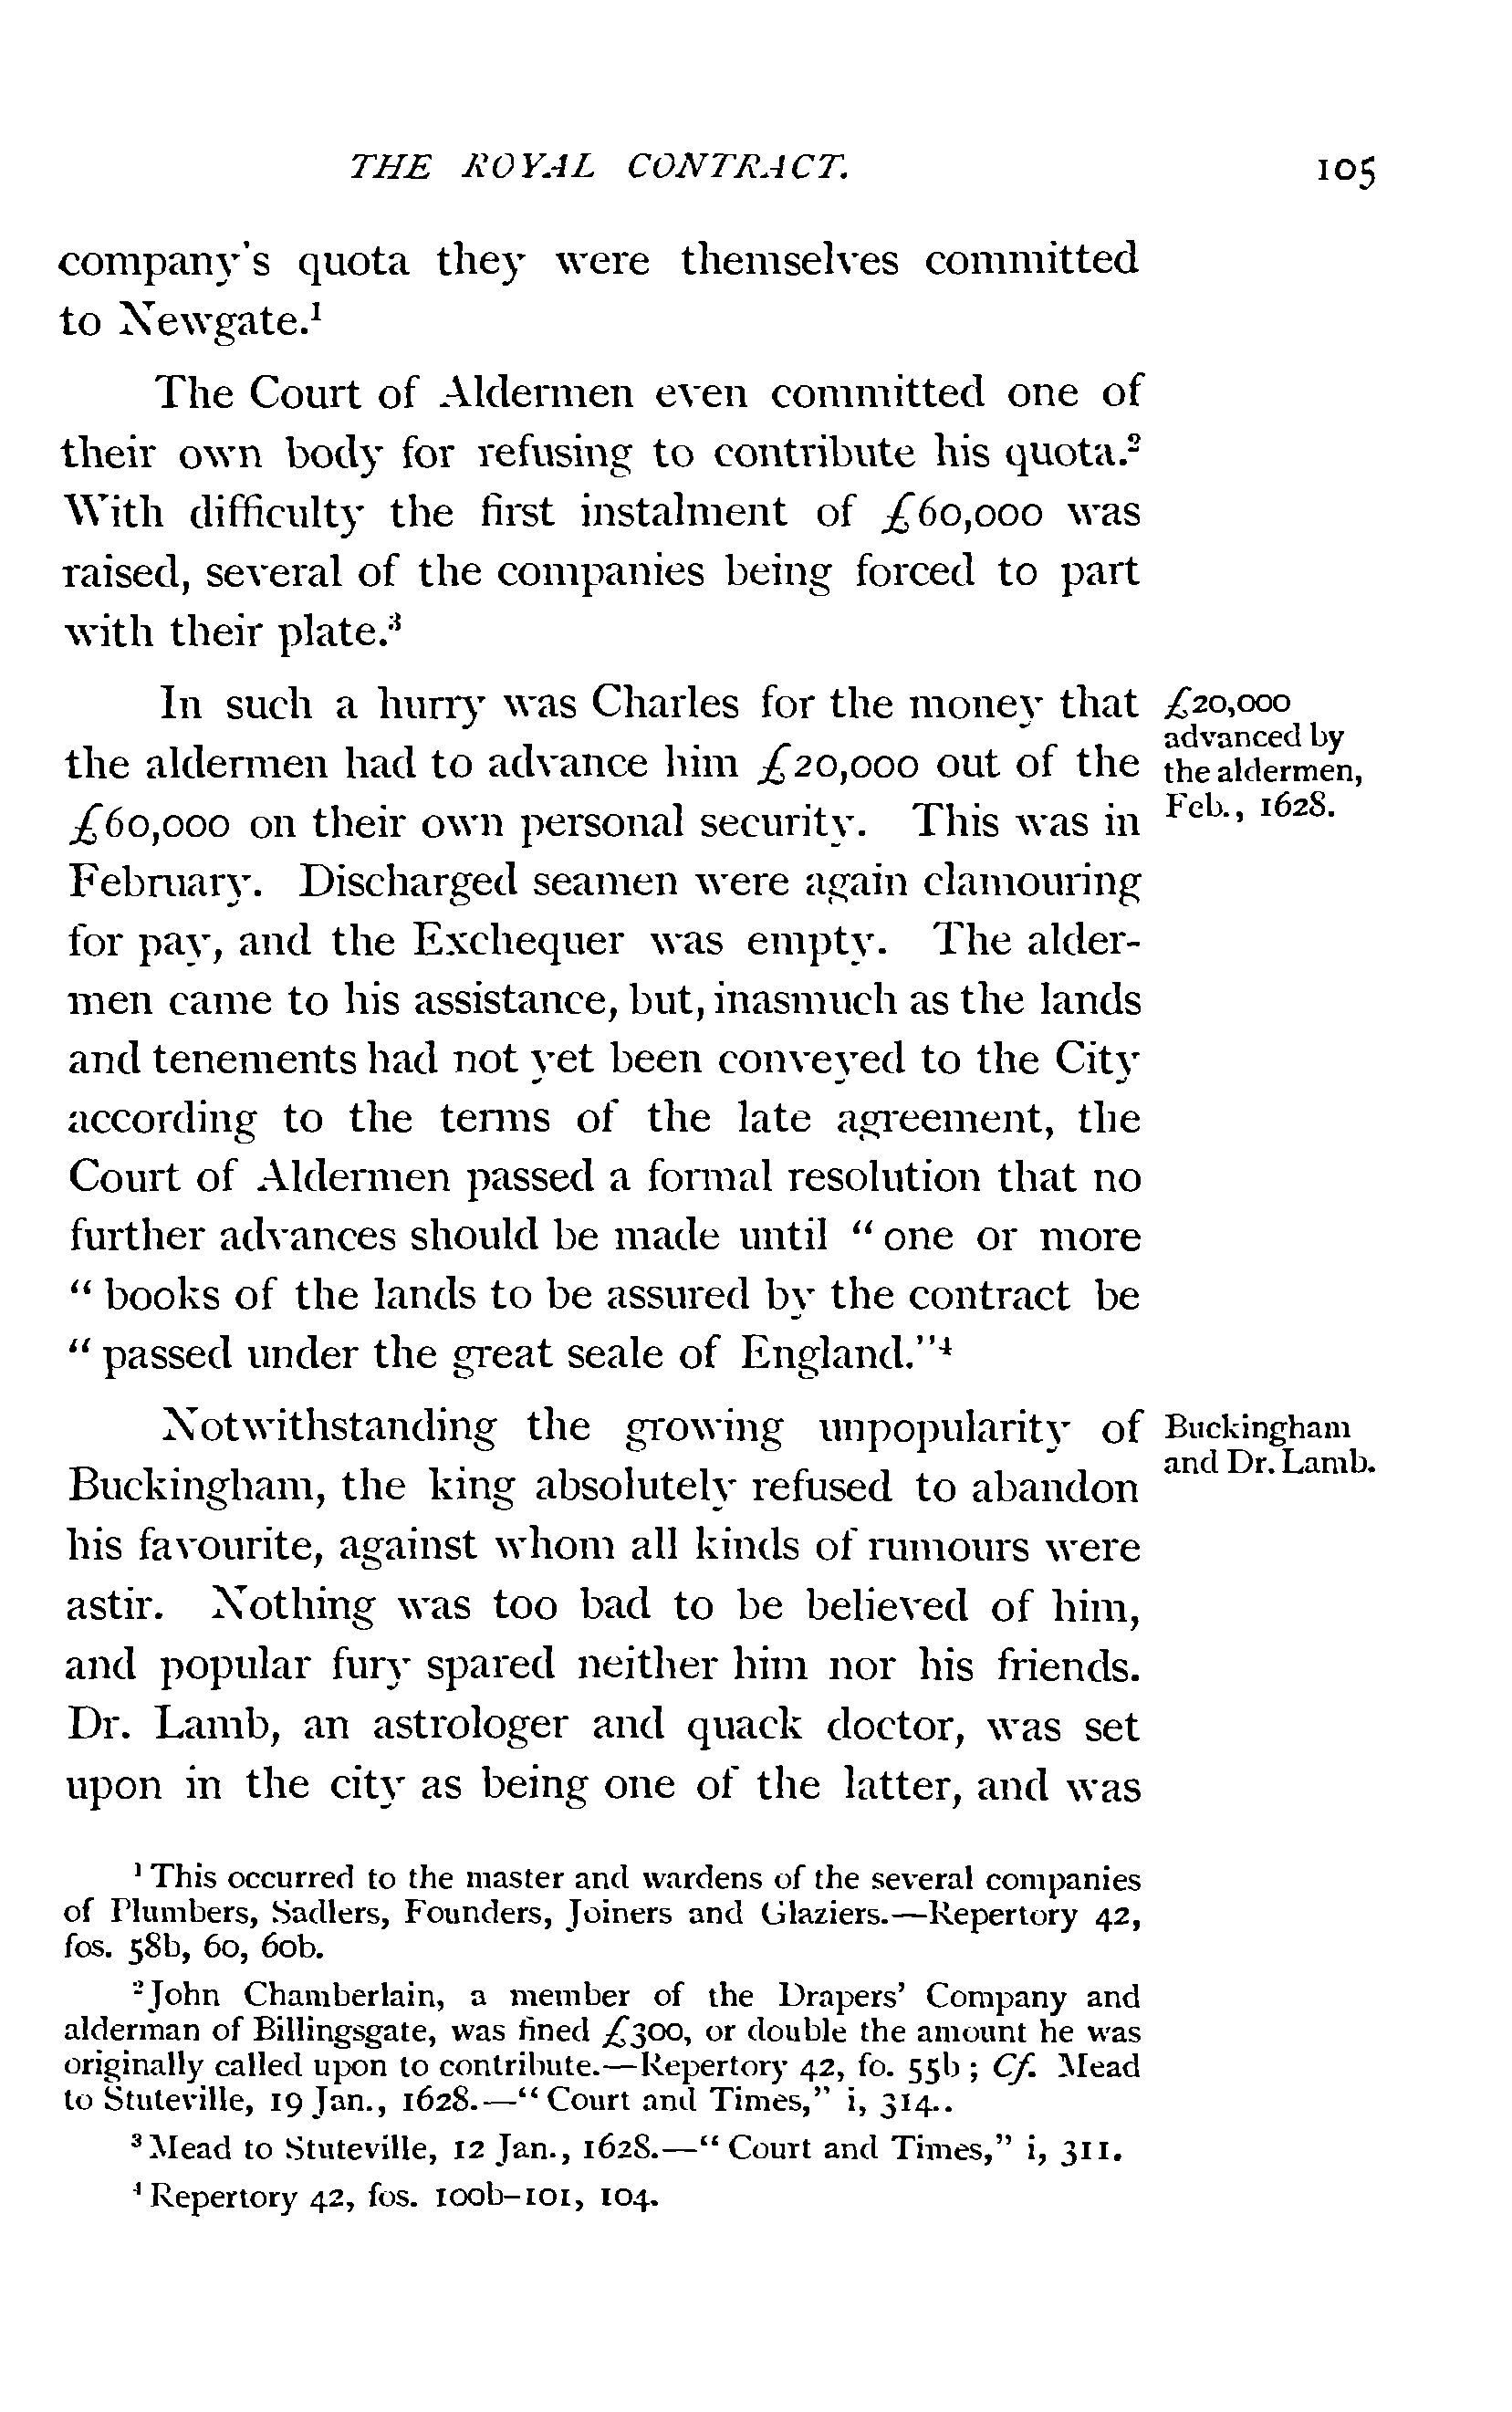 THE ROYAL CONTRACT. 105
company's quota they were themselves committed
to Newgate.¹
The Court of Aldermen even committed one of
their own body for refusing to contribute his quota.²
With difficulty the first instalment of £60,000 was
raised, several of the companies being forced to part
with their plate.³
In such a hurry was Charles for the money that
the aldermen had to advance him £20,000 out of the
£60,000 on their own personal security. This was in
February. Discharged seamen were again clamouring
for pay, and the Exchequer was empty. The alder-
men came to his assistance, but, inasmuch as the lands
and tenements had not yet been conveyed to the City
according to the terms of the late agreement, the
Court of Aldermen passed a formal resolution that no
further advances should be made until "one or more
"books of the lands to be assured by the contract be
"passed under the great seale of England."⁴
£20,000
advanced by
the aldermen,
Feb., 1628.
Notwithstanding the growing unpopularity of
Buckingham, the king absolutely refused to abandon
his favourite, against whom all kinds of rumours were
astir. Nothing was too bad to be believed of him,
and popular fury spared neither him nor his friends.
Dr. Lamb, an astrologer and quack doctor, was set
upon in the city as being one of the latter, and was
Buckingham
and Dr. Lamb.
¹ This occurred to the master and wardens of the several companies
of Plumbers, Sadlers, Founders, Joiners and Glaziers.—Repertory 42,
fos. 58b, 60, 60b.
² John Chamberlain, a member of the Drapers' Company and
alderman of Billingsgate, was fined £300, or double the amount he was
originally called upon to contribute.—Repertory 42, fo. 55b; Cf. Mead
to Stuteville, 19 Jan., 1628.—"Court and Times," i, 314..
³ Mead to Stuteville, 12 Jan., 1628.—"Court and Times," i, 311.
⁴ Repertory 42, fos. 100b-101, 104.